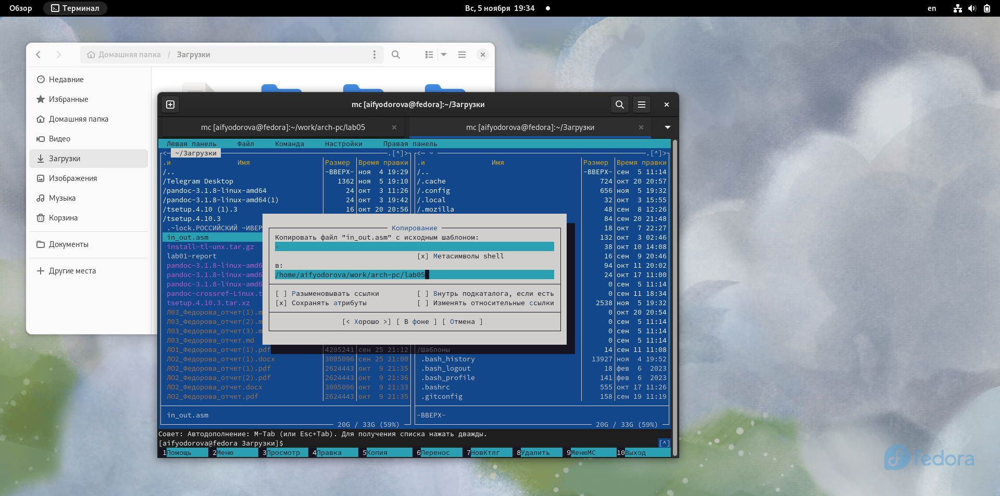 Обзор Терминал Вс, 5 ноября 19:34 en
Домашняя папка / Загрузки
Недавние
Избранные
Домашняя папка
Видео
Загрузки
Изображения
Музыка
Корзина
Документы
Другие места
mc [aifyodorova@fedora]:~/Загрузки
mc [aifyodorova@fedora]:~/work/arch-pc/lab05 mc [aifyodorova@fedora]:~/Загрузки
Левая панель Файл Команда Настройки Правая панель
<─ ~/Загрузки .[^]> <─ ~ .[^]>
.и Имя Размер Время правки .и Имя Размер Время правки
/.. -ВВЕРХ- ноя 4 19:29 /.. -ВВЕРХ- сен 5 11:14
/Telegram Desktop 1362 ноя 5 19:10 /.cache 724 окт 20 20:57
/pandoc-3.1.8-linux-amd64 24 окт 3 11:26 /.config 656 ноя 5 19:32
/pandoc-3.1.8-linux-amd64(1) 24 окт 3 19:42 /.local 32 окт 3 15:55
/tsetup.4.10 (1).3 16 окт 20 20:56 /.mozilla 48 сен 8 12:26
/tsetup.4.10.3 84 сен 20 21:48
.~lock.РОССИЙСКИЙ ~ИВЕР Копирование 18 окт 7 22:27
in_out.asm Копировать файл "in_out.asm" с исходным шаблоном: 132 окт 3 02:46
install-tl-unx.tar.gz * 38 окт 10 14:08
lab01-report [x] Метасимволы shell 16 сен 9 20:46
pandoc-3.1.8-linux-amd6 в: 94 окт 11 20:02
pandoc-3.1.8-linux-amd6 /home/aifyodorova/work/arch-pc/lab05 24 окт 17 11:00
pandoc-3.1.8-linux-amd6 0 сен 5 11:14
pandoc-crossref-Linux.t [ ] Разыменовывать ссылки [ ] Внутрь подкаталога, если есть 0 сен 11 18:34
tsetup.4.10.3.tar.xz [x] Сохранять атрибуты [ ] Изменять относительные ссылки 2538 ноя 5 19:32
Л03_Федорова_отчет(1).m 0 окт 20 20:54
Л03_Федорова_отчет(2).m [< Хорошо >] [ В фоне ] [ Отмена ] 0 сен 5 11:14
Л03_Федорова_отчет(3).m 0 сен 5 11:14
Л03_Федорова_отчет.md 0 сен 5 11:14
ЛО1_Федорова_отчет(1).pdf 4205241 сен 25 21:12 /Шаблоны 14 сен 11 11:08
ЛО2_Федорова_отчет(1).docx 3005096 сен 25 21:00 .bash_history 13927 ноя 4 19:52
ЛО2_Федорова_отчет(1).pdf 2624443 окт 9 21:35 .bash_logout 18 фев 6 2023
ЛО2_Федорова_отчет(2).pdf 2624443 окт 9 21:36 .bash_profile 141 фев 6 2023
ЛО2_Федорова_отчет.docx 3005096 окт 9 21:33 .bashrc 555 окт 17 11:26
ЛО2_Федорова_отчет.pdf 2624443 окт 9 21:35 .gitconfig 158 сен 19 11:19
in_out.asm -ВВЕРХ-
20G / 33G (59%) 20G / 33G (59%)
Совет: Автодополнение: M-Tab (или Esc+Tab). Для получения списка нажать дважды.
[aifyodorova@fedora Загрузки]$ [^]
1Помощь 2Меню 3Просмотр 4Правка 5Копия 6Перенос 7НовКтлг 8Удалить 9МенюMC 10Выход
fedora